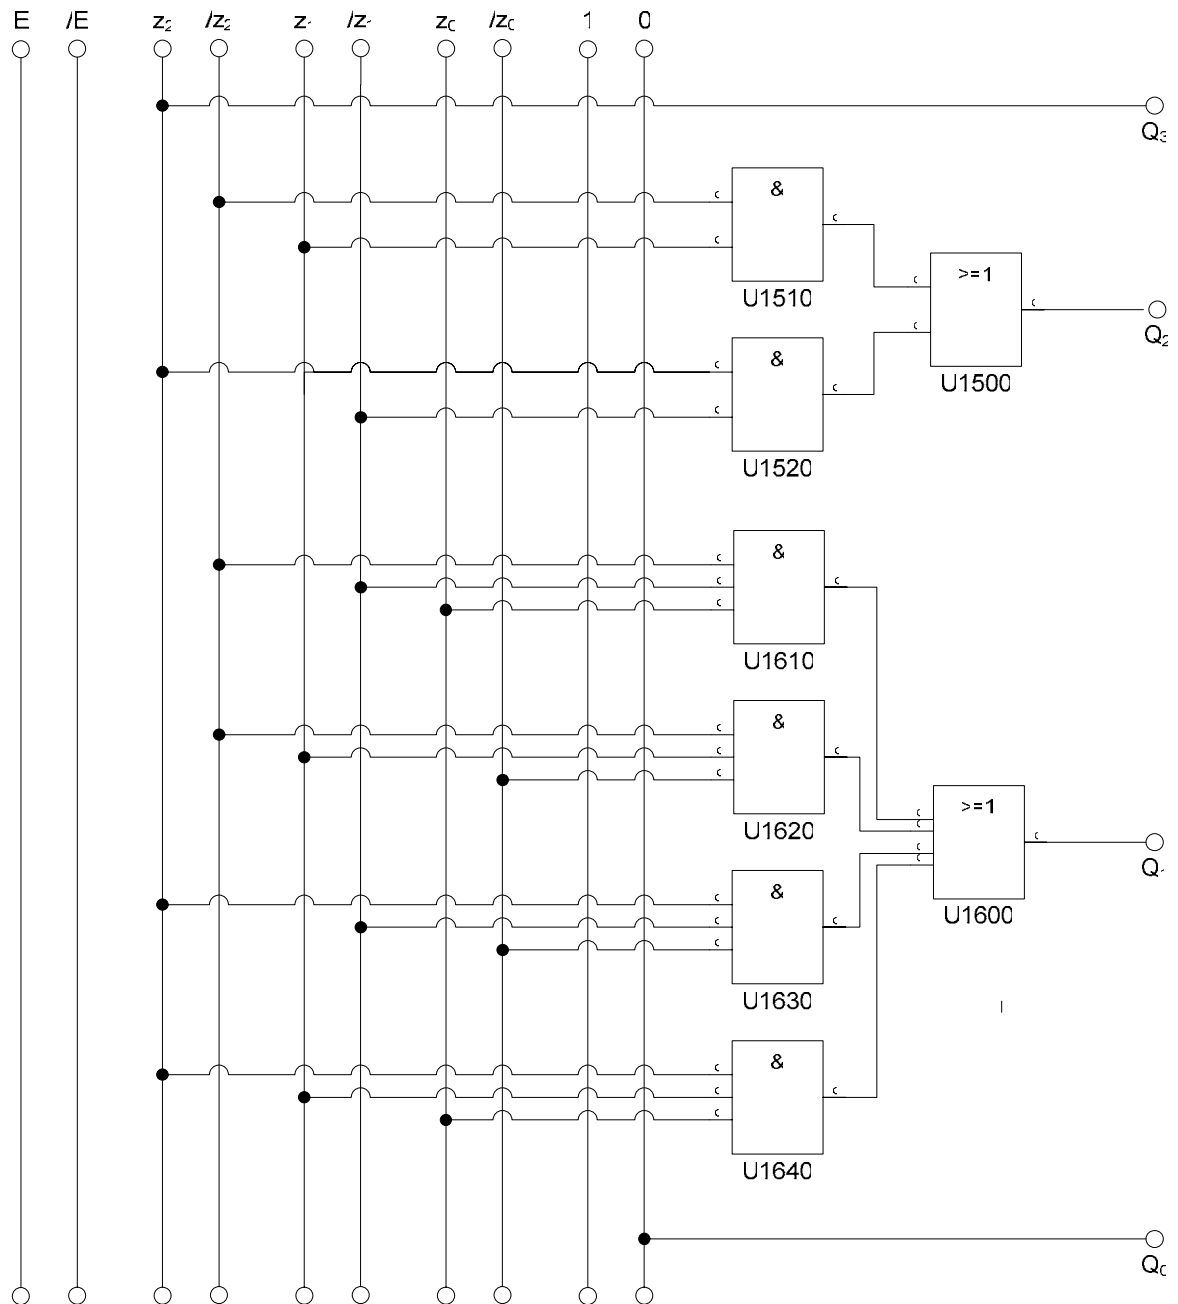 E /E z₂ /z₂ z₁ /z₁ z₀ /z₀ 1 0
Q₃
&
U1510
>=1
U1500
Q₂
&
U1520
&
U1610
&
U1620
>=1
U1600
Q₁
&
U1630
&
U1640
Q₀